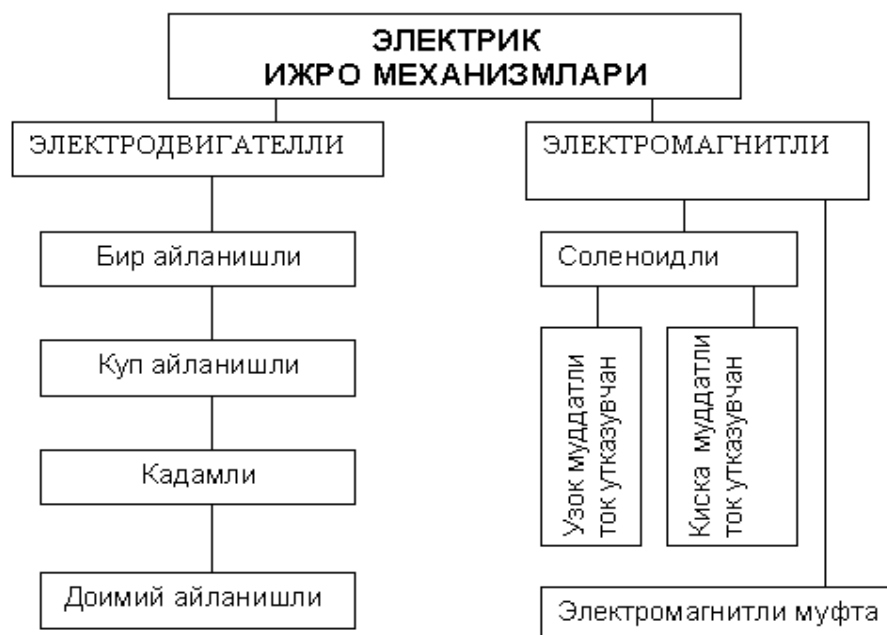 ЭЛЕКТРИК
ИЖРО МЕХАНИЗМЛАРИ
ЭЛЕКТРОДВИГАТЕЛЛИ
ЭЛЕКТРОМАГНИТЛИ
Бир айланишли
Соленоидли
Куп айланишли
Узок муддатли
ток утказувчан
Киска муддатли
ток утказувчан
Кадамли
Доимий айланишли
Электромагнитли муфта